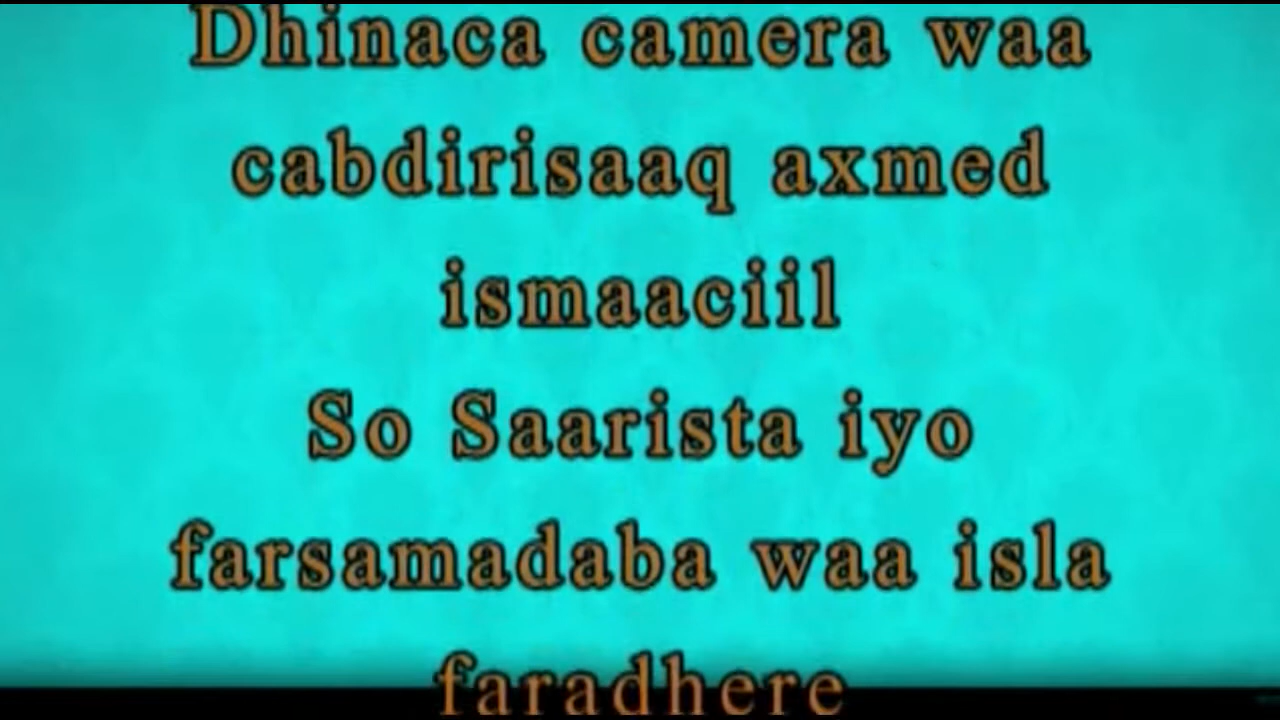 Dhinaca camera waa
cabdirisaaq axmed
ismaaciil
So Saarista iyo
farsamadaba waa isla
faradhere